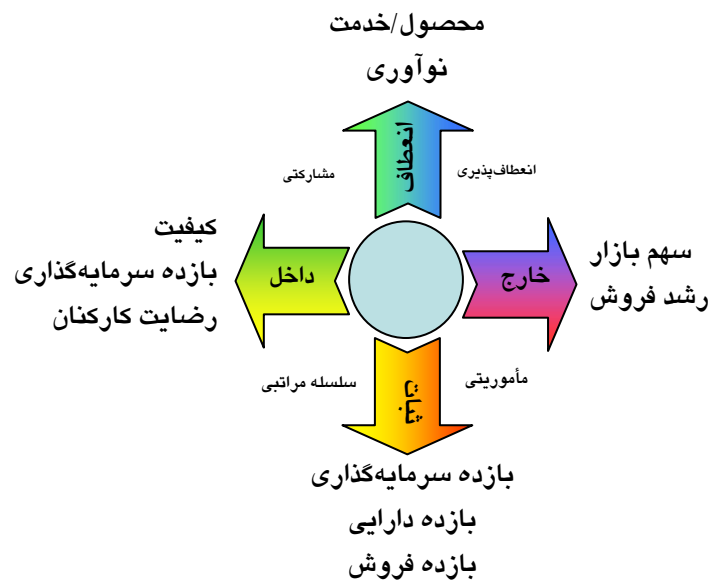 محصول/خدمت
نوآوری
انعطاف
انعطاف‌پذیری
مشارکتی
خارج
سهم بازار
رشد فروش
داخل
کیفیت
بازده سرمایه‌گذاری
رضایت کارکنان
مأموریتی
سلسله مراتبی
ثبات
بازده سرمایه‌گذاری
بازده دارایی
بازده فروش